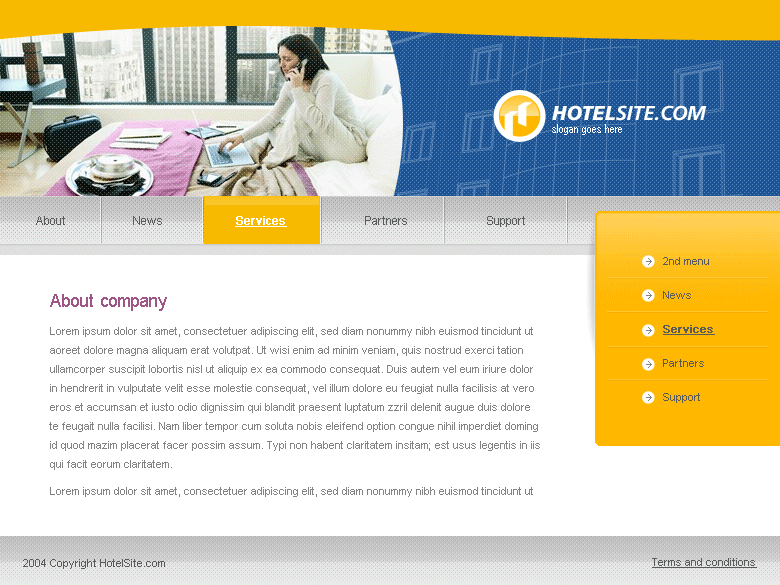 HOTELSITE.COM
slogan goes here
About
News
Services
Partners
Support
2nd menu
News
Services
Partners
Support
About company
Lorem ipsum dolor sit amet, consectetuer adipiscing elit, sed diam nonummy nibh euismod tincidunt ut
aoreet dolore magna aliquam erat volutpat. Ut wisi enim ad minim veniam, quis nostrud exerci tation
ullamcorper suscipit lobortis nisl ut aliquip ex ea commodo consequat. Duis autem vel eum iriure dolor
in hendrerit in vulputate velit esse molestie consequat, vel illum dolore eu feugiat nulla facilisis at vero
eros et accumsan et iusto odio dignissim qui blandit praesent luptatum zzril delenit augue duis dolore
te feugait nulla facilisi. Nam liber tempor cum soluta nobis eleifend option congue nihil imperdiet doming
id quod mazim placerat facer possim assum. Typi non habent claritatem insitam; est usus legentis in iis
qui facit eorum claritatem.
Lorem ipsum dolor sit amet, consectetuer adipiscing elit, sed diam nonummy nibh euismod tincidunt ut
2004 Copyright HotelSite.com
Terms and conditions